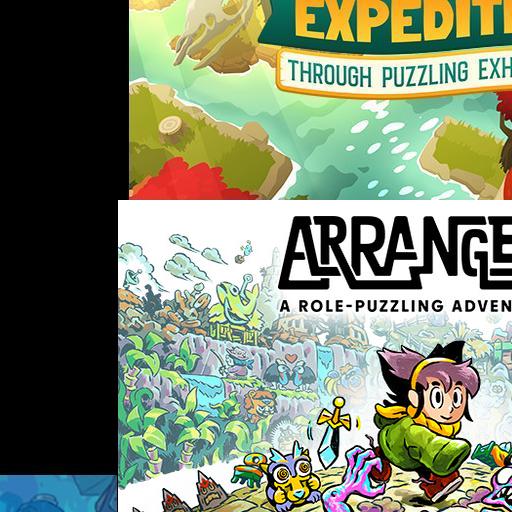 EXPEDITI
THROUGH PUZZLING EXH
ARRANGE
A ROLE-PUZZLING ADVEN